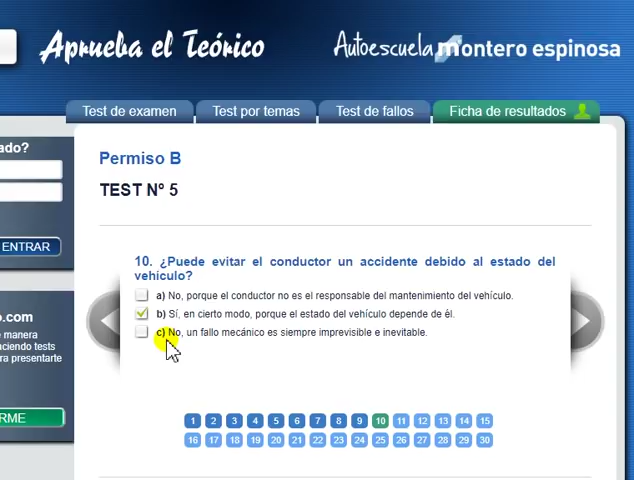 Aprueba el Teórico
Autoescuela montero espinosa
Test de examen
Test por temas
Test de fallos
Ficha de resultados
ado?
ENTRAR
o.com
e manera
aciendo tests
ra presentarte
RME
Permiso B
TEST Nº 5
10. ¿Puede evitar el conductor un accidente debido al estado del
vehículo?
a) No, porque el conductor no es el responsable del mantenimiento del vehículo.
b) Sí, en cierto modo, porque el estado del vehículo depende de él.
c) No, un fallo mecánico es siempre imprevisible e inevitable.
1 2 3 4 5 6 7 8 9 10 11 12 13 14 15
16 17 18 19 20 21 22 23 24 25 26 27 28 29 30